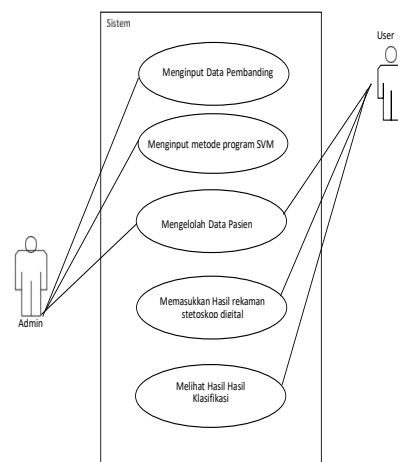 Sistem
User
Menginput Data Pembanding
Menginput metode program SVM
Mengelolah Data Pasien
Admin
Memasukkan Hasil rekaman
stetoskop digital
Melihat Hasil Hasil
Klasifikasi